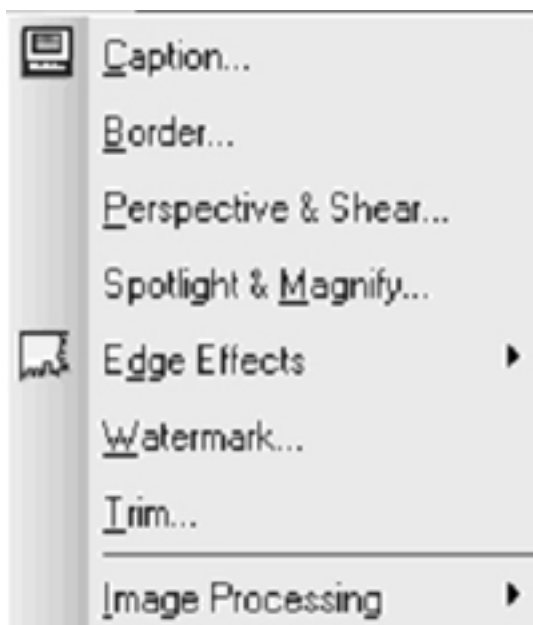 Caption...
Border...
Perspective & Shear...
Spotlight & Magnify...
Edge Effects
Watermark...
Trim...
Image Processing